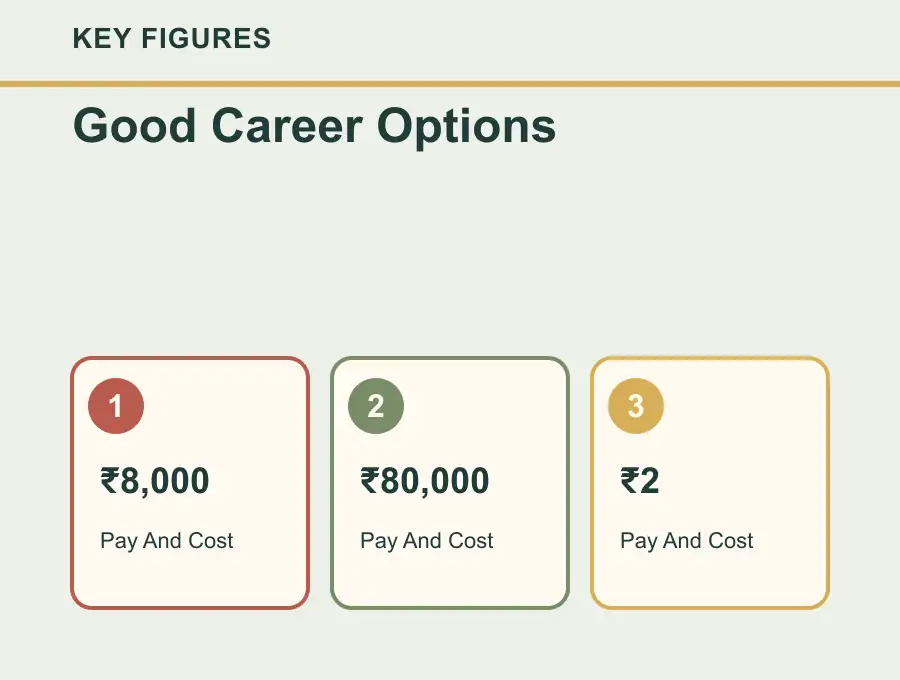 KEY FIGURES
Good Career Options
1
2
3
₹8,000
₹80,000
₹2
Pay And Cost
Pay And Cost
Pay And Cost